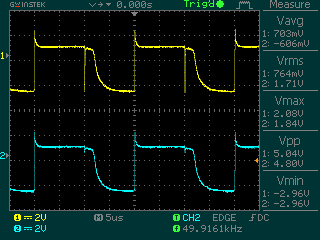 GWINSTEK 0.000s Trig'd Measure
Vavg
1: 703mV
2: -606mV
Vrms
1: 764mV
2: 1.71V
Vmax
1: 2.08V
2: 1.84V
Vpp
1: 5.04V
2: 4.80V
Vmin
1: -2.96V
2: -2.96V
1
2
1 = 2V M 5us T CH2 EDGE DC
2 = 2V T 49.9161kHz